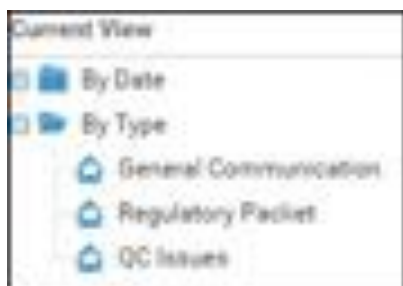 Current View
By Date
By Type
General Communication
Regulatory Packet
QC Issues